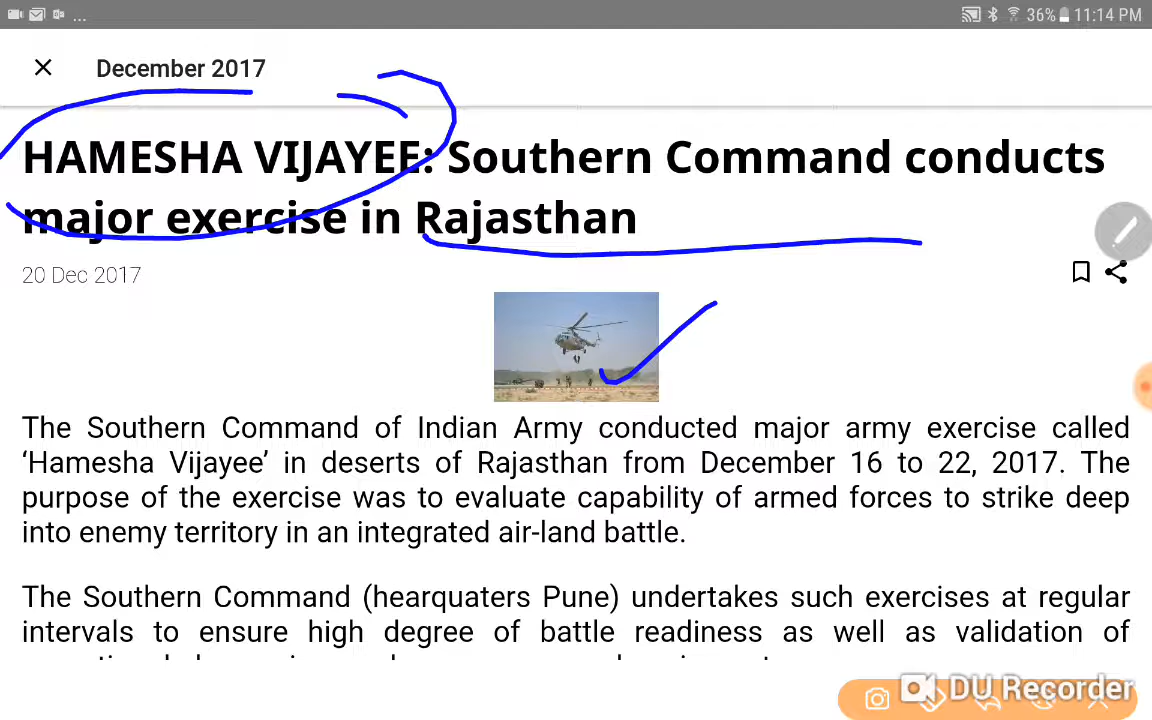 ... 36% 11:14 PM
December 2017
HAMESHA VIJAYEE: Southern Command conducts
major exercise in Rajasthan
20 Dec 2017
The Southern Command of Indian Army conducted major army exercise called
‘Hamesha Vijayee’ in deserts of Rajasthan from December 16 to 22, 2017. The
purpose of the exercise was to evaluate capability of armed forces to strike deep
into enemy territory in an integrated air-land battle.
The Southern Command (hearquaters Pune) undertakes such exercises at regular
intervals to ensure high degree of battle readiness as well as validation of
DU Recorder